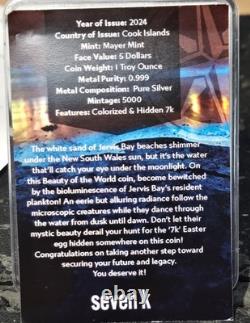 Year of Issue: 2024
Country of Issue: Cook Islands
Mint: Mayer Mint
Face Value: 5 Dollars
Coin Weight: 1 Troy Ounce
Metal Purity: 0.999
Metal Composition: Pure Silver
Mintage: 5000
Features: Colorized & Hidden 7k
The white sand of Jervis Bay beaches shimmer
under the New South Wales sun, but it's the water
that'll catch your eye under the moonlight. On
this Beauty of the World coin, become bewitched
by the bioluminescence of Jervis Bay's resident
plankton! An eerie but alluring radiance follow the
microscopic creatures while they dance through
the water from dusk until dawn. Don't let their
mystic beauty derail your hunt for the '7k' Easter
egg hidden somewhere on this coin!
Congratulations on taking another step toward
securing your future and legacy.
You deserve it!
seven.k